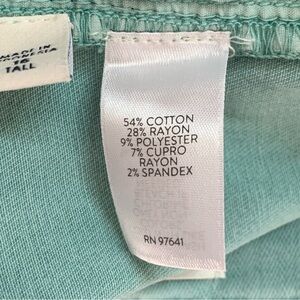 MADE IN
16
TALL
54% COTTON
28% RAYON
9% POLYESTER
7% CUPRO
RAYON
2% SPANDEX
RN 97641